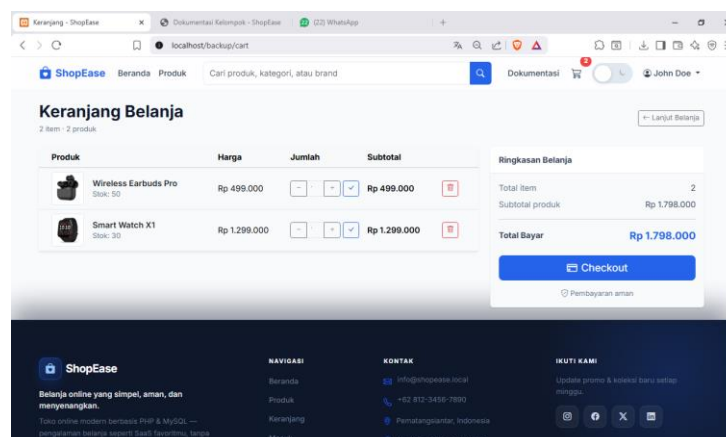 Keranjang - ShopEase
Dokumentasi Kelompok - ShopEase
(22) WhatsApp
localhost/backup/cart
ShopEase
Beranda
Produk
Cari produk, kategori, atau brand
Dokumentasi
2
John Doe
Keranjang Belanja
2 item · 2 produk
← Lanjut Belanja
Produk Harga Jumlah Subtotal
Wireless Earbuds Pro
Stok: 50
Rp 499.000
- + 
Rp 499.000
Smart Watch X1
Stok: 30
Rp 1.299.000
- +
Rp 1.299.000
Ringkasan Belanja
Total item 2
Subtotal produk Rp 1.798.000
Total Bayar Rp 1.798.000
Checkout
Pembayaran aman
ShopEase
Belanja online yang simpel, aman, dan
menyenangkan.
Toko online modern berbasis PHP & MySQL —
pengalaman belanja seperti SaaS favoritmu, tanpa
NAVIGASI
Beranda
Produk
Keranjang
KONTAK
info@shopease.local
+62 812-3456-7890
Pematangsiantar, Indonesia
IKUTI KAMI
Update promo & koleksi baru setiap
minggu.